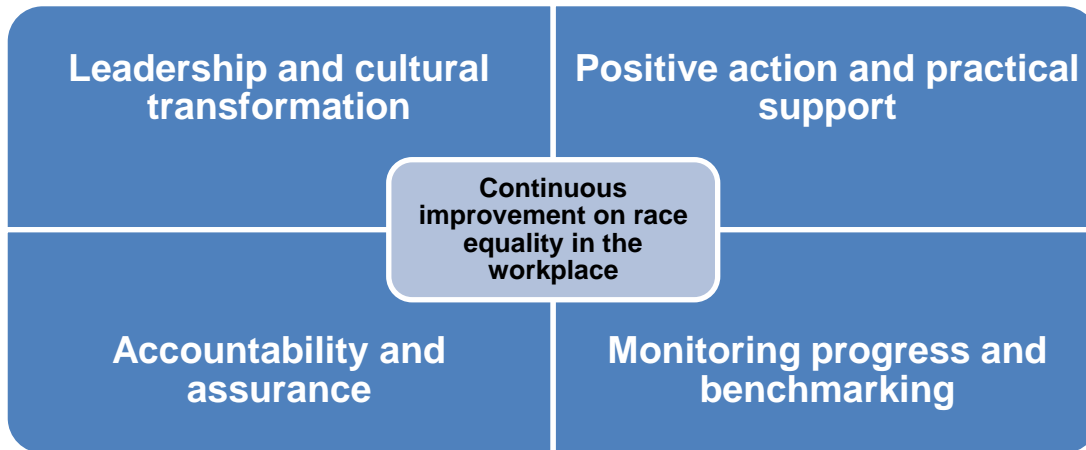 Leadership and cultural
transformation
Positive action and practical
support
Continuous
improvement on race
equality in the
workplace
Accountability and
assurance
Monitoring progress and
benchmarking